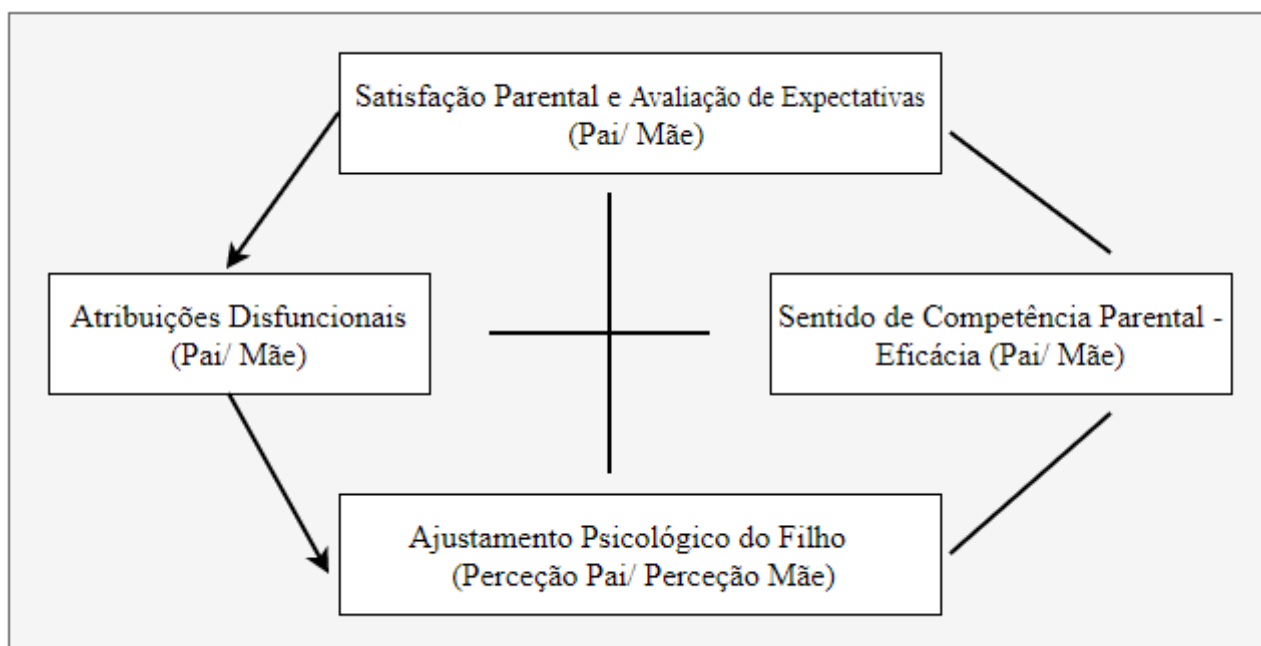 Satisfação Parental e Avaliação de Expectativas
(Pai/ Mãe)
Atribuições Disfuncionais
(Pai/ Mãe)
Sentido de Competência Parental -
Eficácia (Pai/ Mãe)
Ajustamento Psicológico do Filho
(Perceção Pai/ Perceção Mãe)